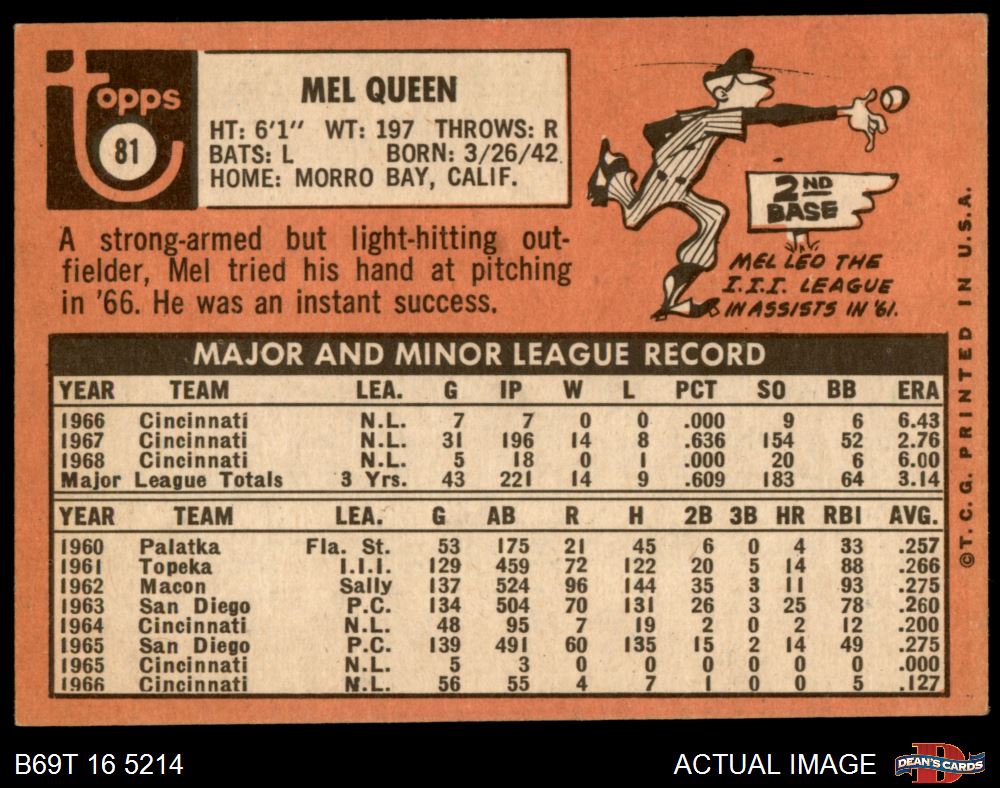 topps
81
MEL QUEEN
HT: 6'1" WT: 197 THROWS: R
BATS: L BORN: 3/26/42
HOME: MORRO BAY, CALIF.
A strong-armed but light-hitting out-
fielder, Mel tried his hand at pitching
in '66. He was an instant success.
2ND
BASE
MEL LED THE
I.I.I. LEAGUE
IN ASSISTS IN '61.
MAJOR AND MINOR LEAGUE RECORD
YEAR TEAM LEA. G IP W L PCT SO BB ERA
1966 Cincinnati N.L. 7 7 0 0 .000 9 6 6.43
1967 Cincinnati N.L. 31 196 14 8 .636 154 52 2.76
1968 Cincinnati N.L. 5 18 0 1 .000 20 6 6.00
Major League Totals 3 Yrs. 43 221 14 9 .609 183 64 3.14
YEAR TEAM LEA. G AB R H 2B 3B HR RBI AVG.
1960 Palatka Fla. St. 53 175 21 45 6 0 4 33 .257
1961 Topeka I.I.I. 129 459 72 122 20 5 14 88 .266
1962 Macon Sally 137 524 96 144 35 3 11 93 .275
1963 San Diego P.C. 134 504 70 131 26 3 25 78 .260
1964 Cincinnati N.L. 48 95 7 19 2 0 2 12 .200
1965 San Diego P.C. 139 491 60 135 15 2 14 49 .275
1965 Cincinnati N.L. 5 3 0 0 0 0 0 0 .000
1966 Cincinnati N.L. 56 55 4 7 1 0 0 5 .127
©T.C.G. PRINTED IN U.S.A.
B69T 16 5214
ACTUAL IMAGE
D
DEAN'S CARDS